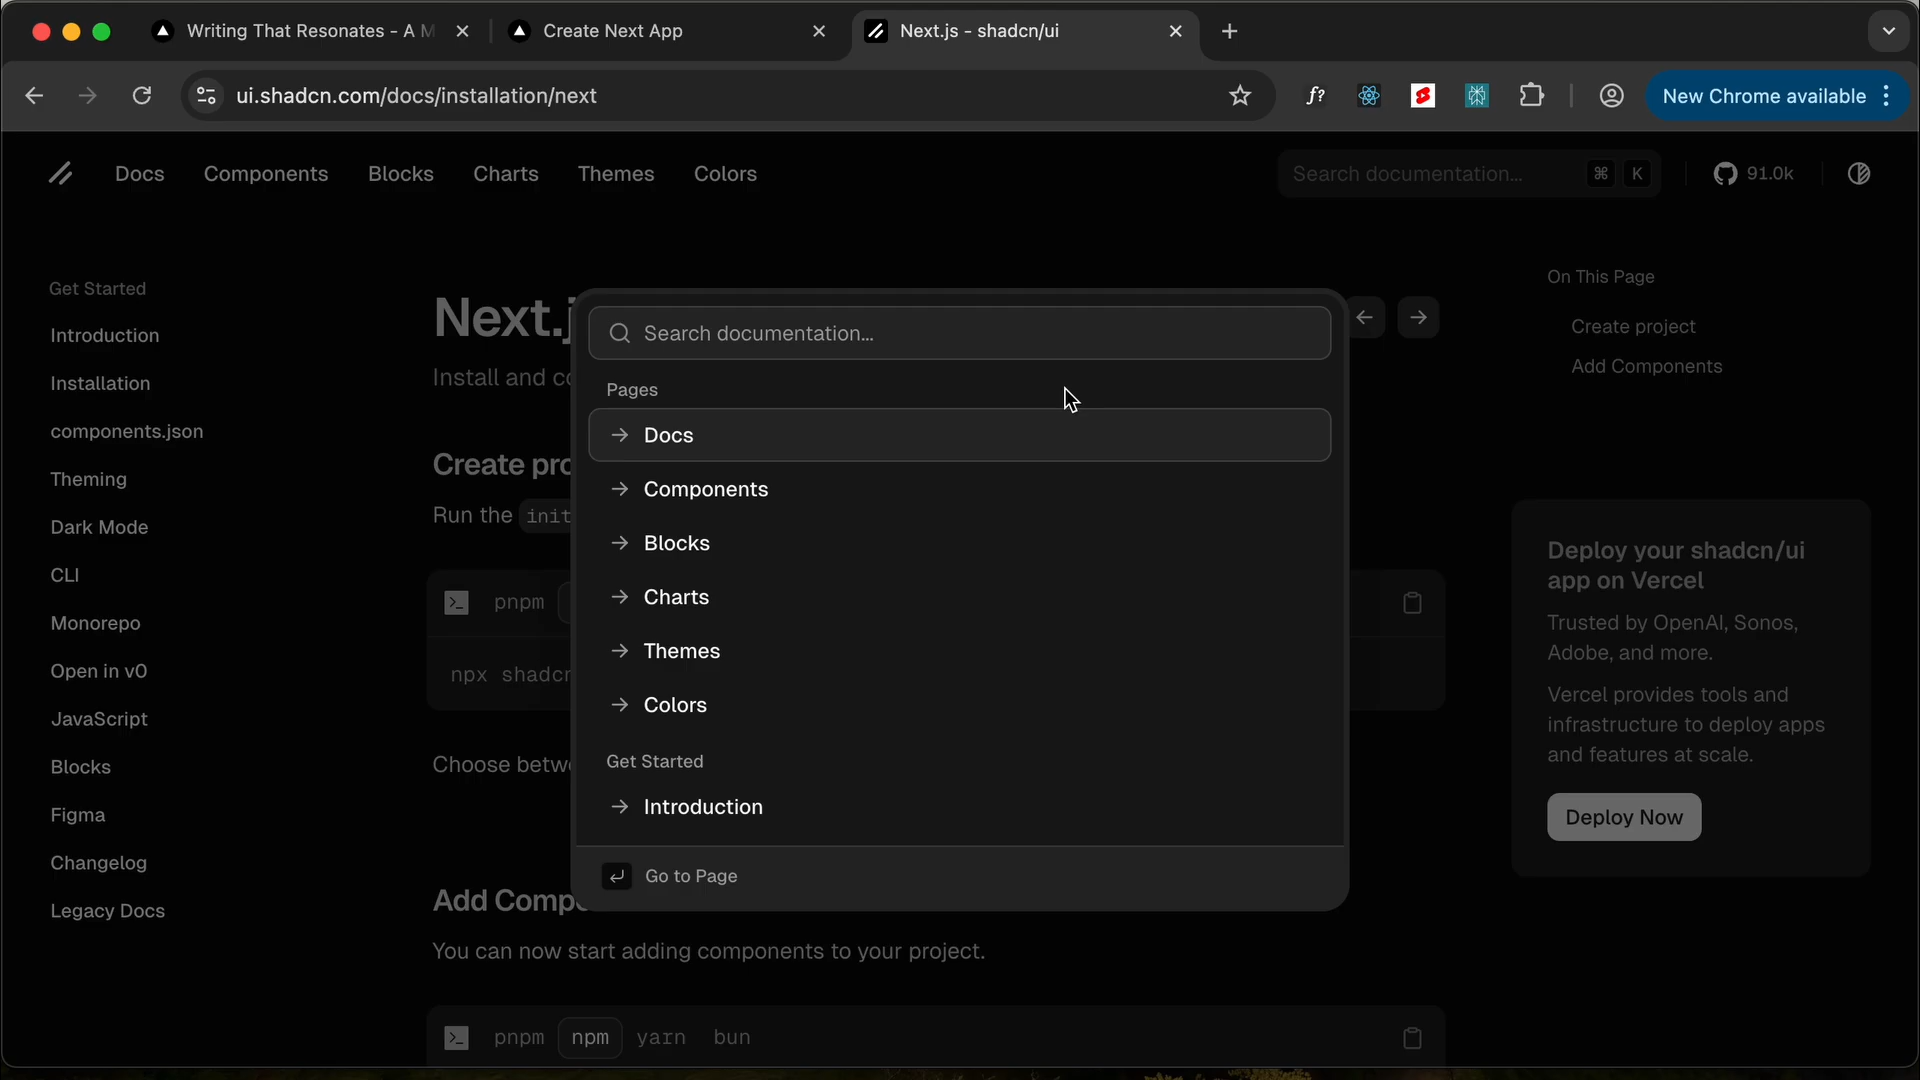 Writing That Resonates - A M
Create Next App
Next.js - shadcn/ui
ui.shadcn.com/docs/installation/next
f?
New Chrome available
Docs
Components
Blocks
Charts
Themes
Colors
Search documentation...
⌘ K
91.0k
Get Started
Introduction
Installation
components.json
Theming
Dark Mode
CLI
Monorepo
Open in v0
JavaScript
Blocks
Figma
Changelog
Legacy Docs
Next.j
Install and co
Create pro
Run the init
pnpm
npx shadcn
Choose betwe
Add Compo
You can now start adding components to your project.
pnpm npm yarn bun
Search documentation...
Pages
Docs
Components
Blocks
Charts
Themes
Colors
Get Started
Introduction
Go to Page
On This Page
Create project
Add Components
Deploy your shadcn/ui
app on Vercel
Trusted by OpenAI, Sonos,
Adobe, and more.
Vercel provides tools and
infrastructure to deploy apps
and features at scale.
Deploy Now